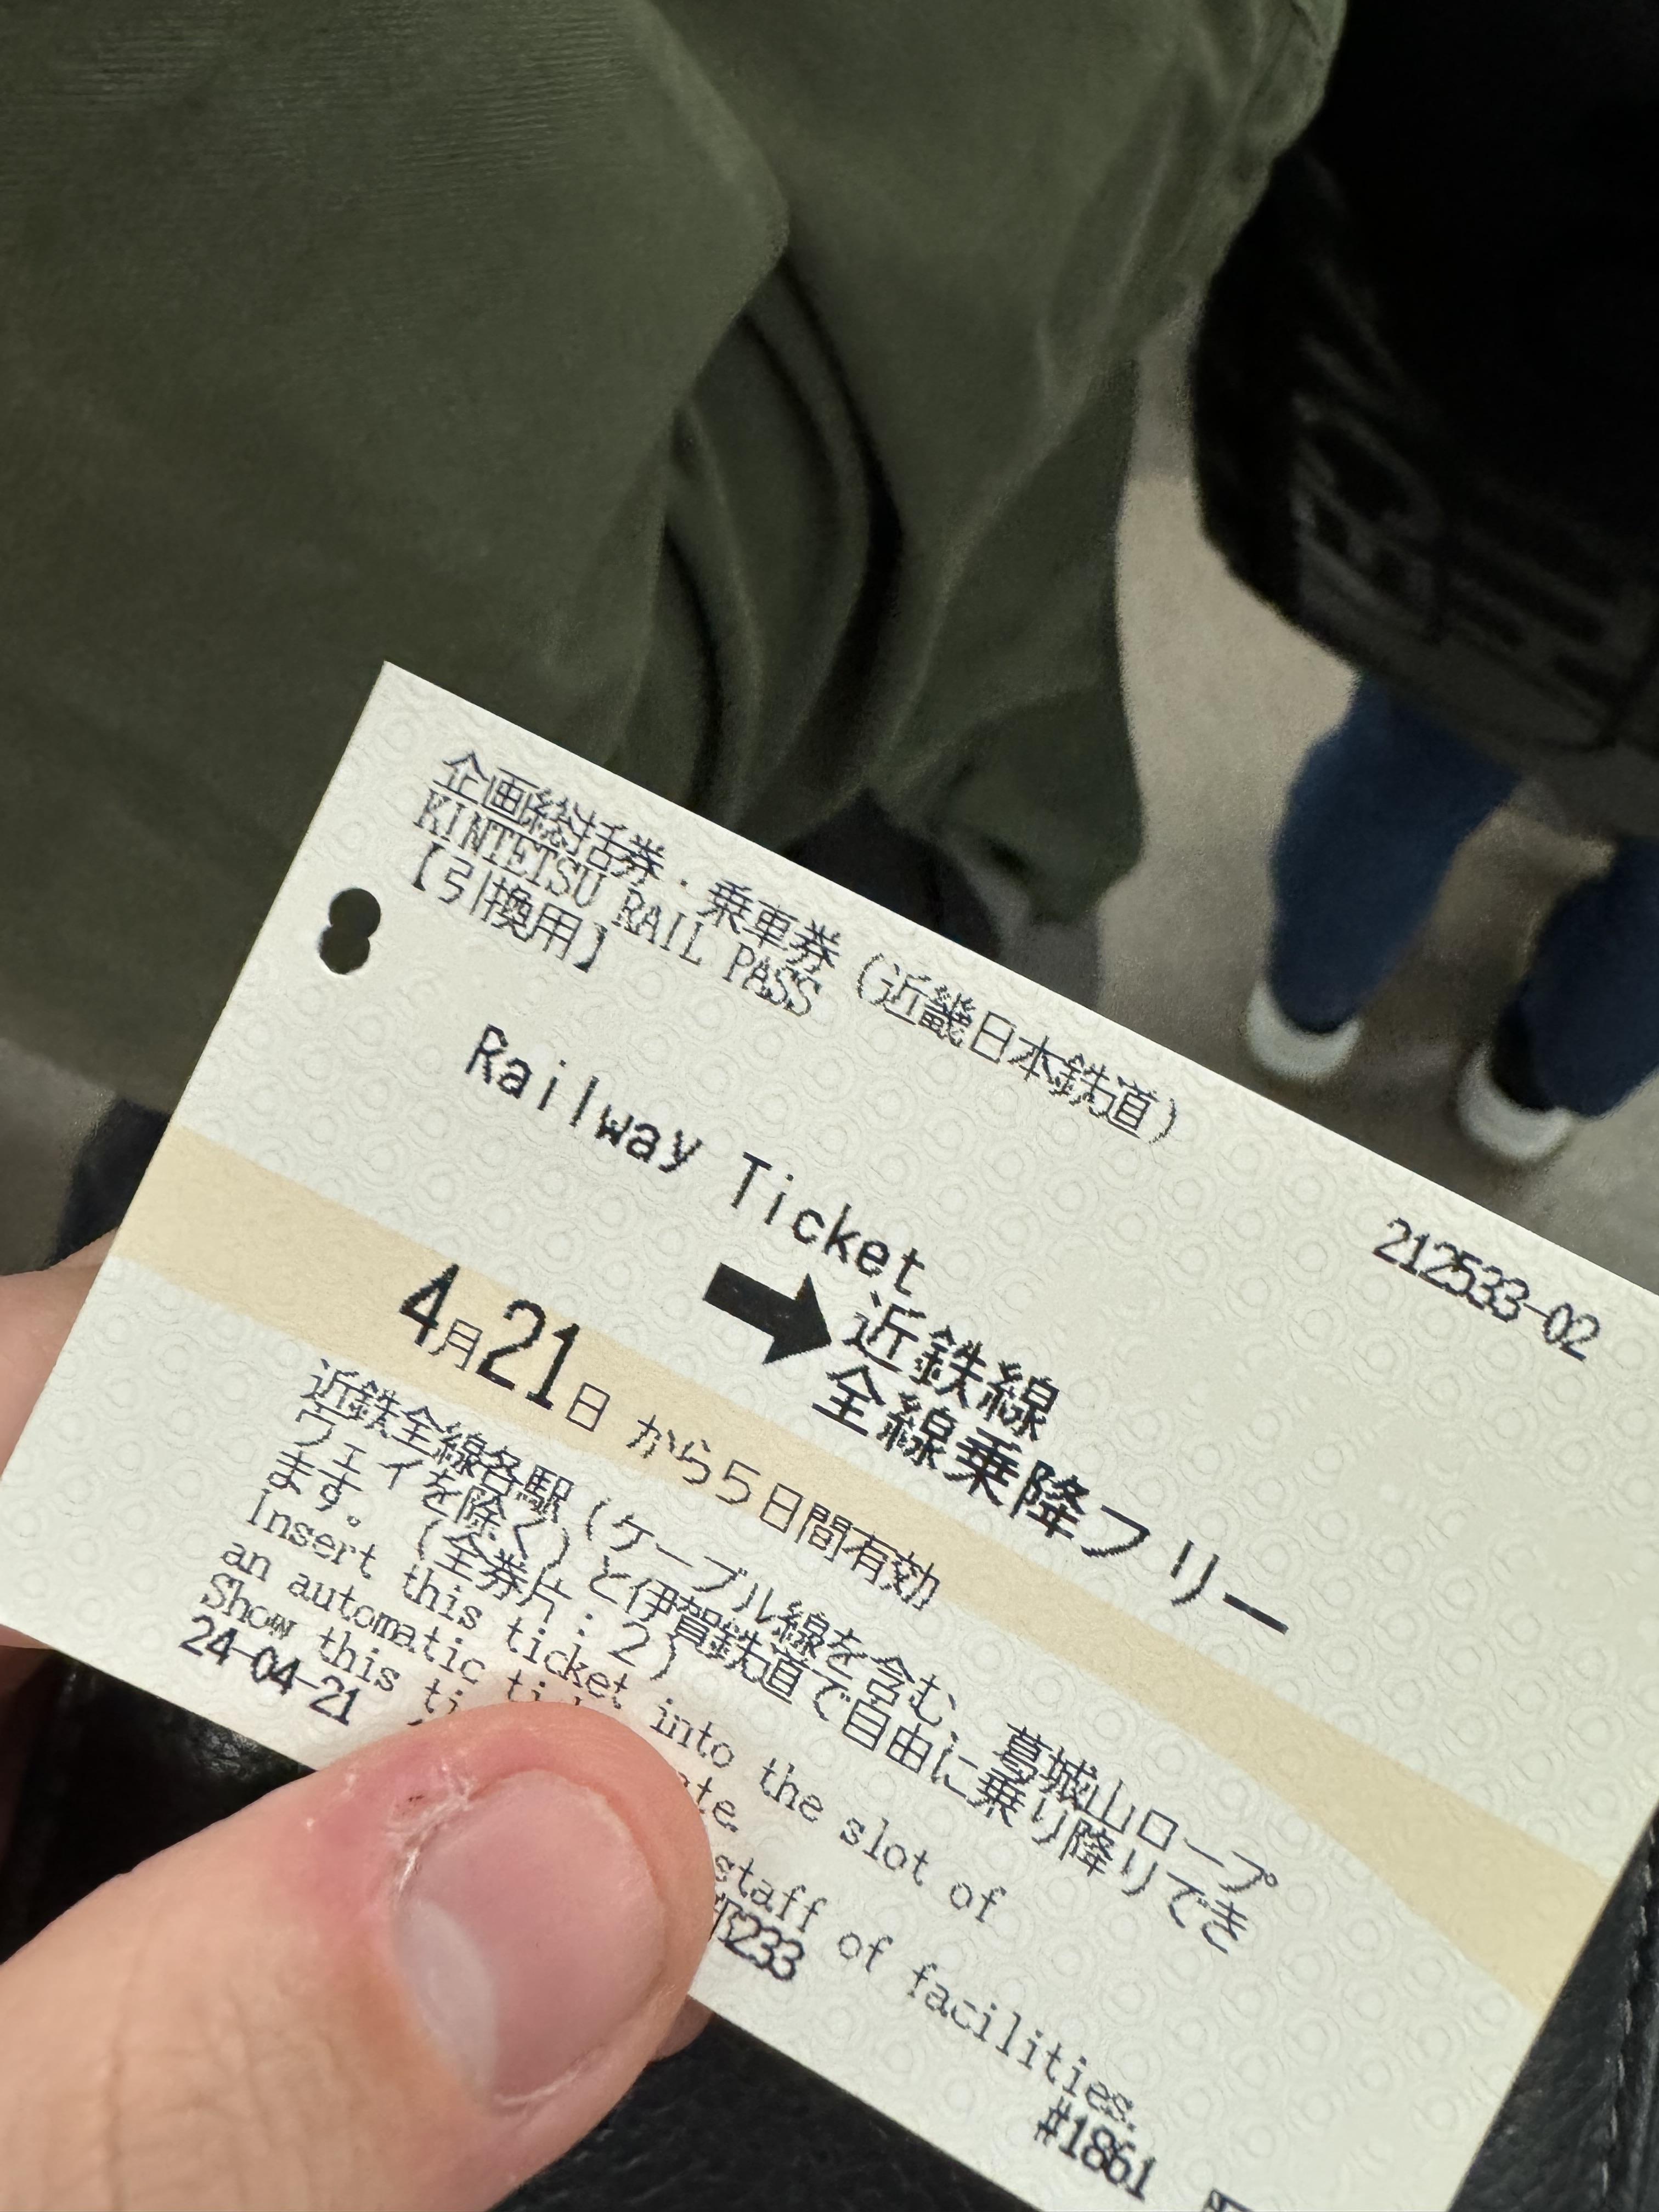 企画総括券・乗車券（近畿日本鉄道）
KINTETSU RAIL PASS
【引換用】
212533-02
Railway Ticket
➡近鉄線
全線乗降フリー
4月21日から5日間有効
近鉄全線各駅（ケーブル線を含む、葛城山ロープ
ウェイを除く）と伊賀鉄道で自由に乗り降りでき
ます。（全券片：2）
Insert this ticket into the slot of
an automatic
Show this staff of facilities.
24-04-21 #1861